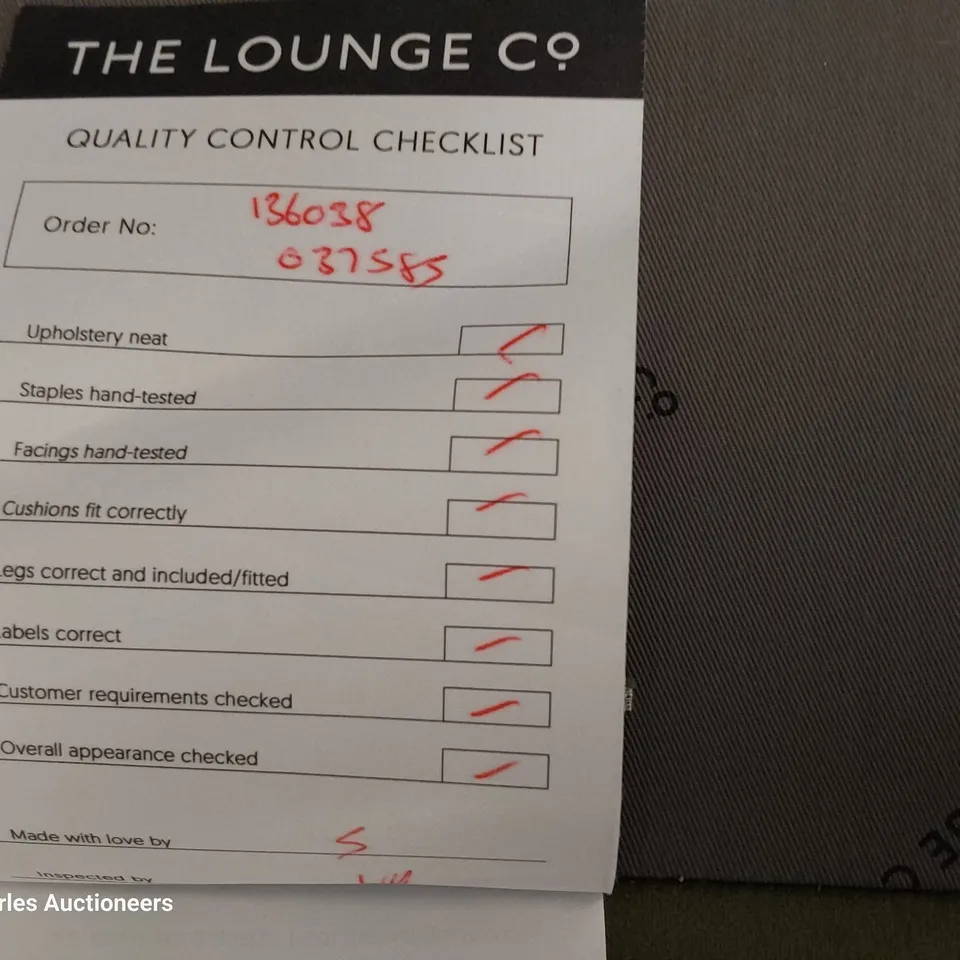 THE LOUNGE Co
QUALITY CONTROL CHECKLIST
Order No: 136038
037585
Upholstery neat
Staples hand-tested
Facings hand-tested
Cushions fit correctly
Legs correct and included/fitted
Labels correct
Customer requirements checked
Overall appearance checked
Made with love by S
Inspected by
rles Auctioneers